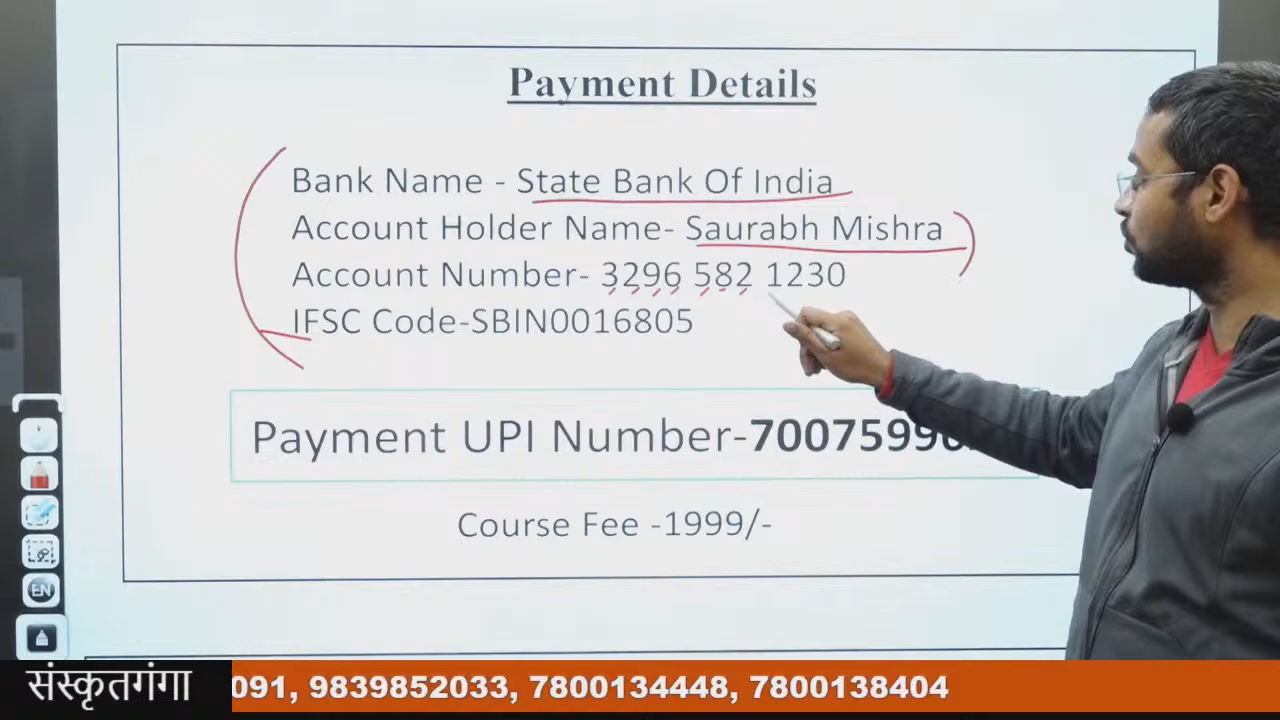 Payment Details
Bank Name - State Bank Of India
Account Holder Name- Saurabh Mishra
Account Number- 3296 582 1230
IFSC Code-SBIN0016805
Payment UPI Number-70075996
Course Fee -1999/-
EN
संस्कृतगंगा 091, 9839852033, 7800134448, 7800138404